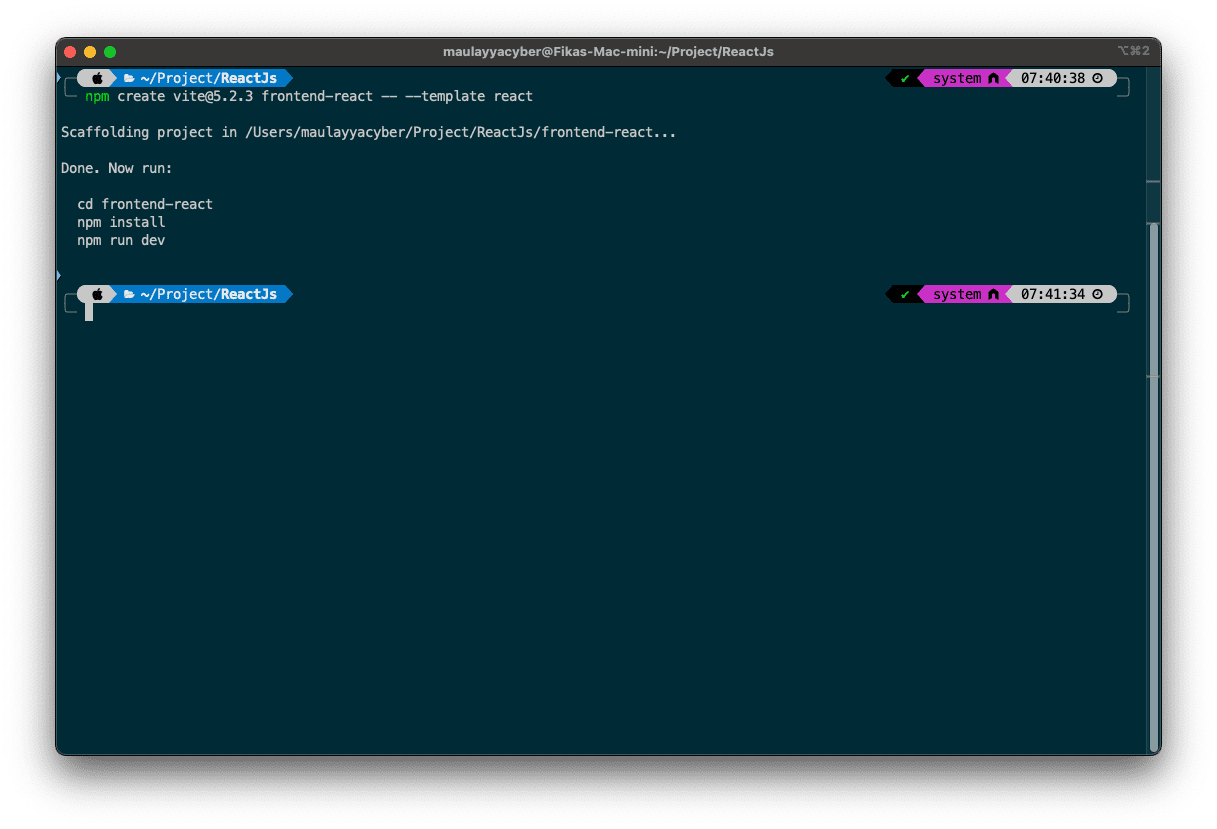 maulayyacyber@Fikas-Mac-mini:~/Project/ReactJs ⌥⌘2
~/Project/ReactJs ✔ system 07:40:38
npm create vite@5.2.3 frontend-react -- --template react
Scaffolding project in /Users/maulayyacyber/Project/ReactJs/frontend-react...
Done. Now run:
cd frontend-react
npm install
npm run dev
~/Project/ReactJs ✔ system 07:41:34